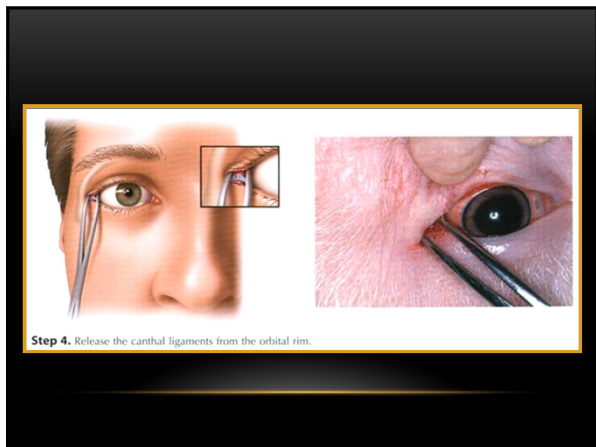 Step 4. Release the canthal ligaments from the orbital rim.